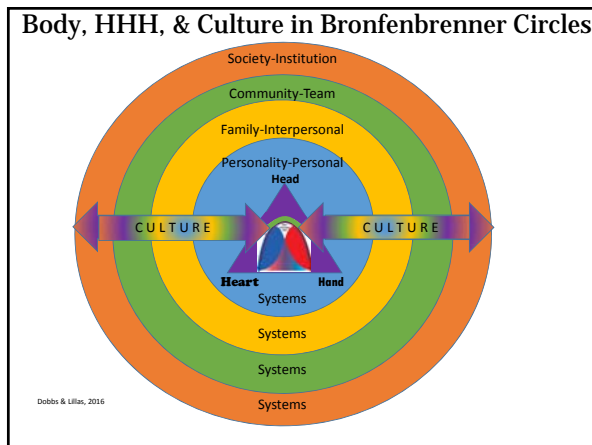 Body, HHH, & Culture in Bronfenbrenner Circles
Society-Institution
Community-Team
Family-Interpersonal
Personality-Personal
Head
CULTURE
CULTURE
Heart
Hand
Systems
Systems
Systems
Systems
Dobbs & Lillas, 2016